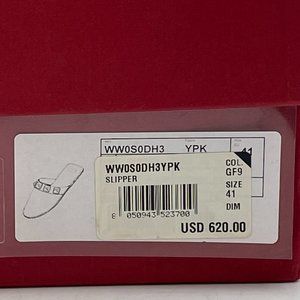 WW0S0DH3 YPK 41
WW0S0DH3YPK
SLIPPER
COL.
GF9
SIZE
41
DIM
8 050943 523700
USD 620.00